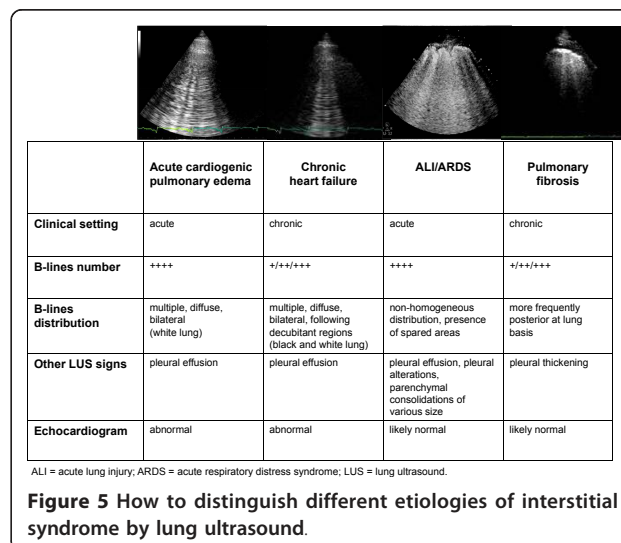 Acute cardiogenic
pulmonary edema
Chronic
heart failure
ALI/ARDS
Pulmonary
fibrosis
Clinical setting
acute
chronic
acute
chronic
B-lines number
++++
+/++/+++
++++
+/++/+++
B-lines
distribution
multiple, diffuse,
bilateral
(white lung)
multiple, diffuse,
bilateral, following
decubitant regions
(black and white lung)
non-homogeneous
distribution, presence
of spared areas
more frequently
posterior at lung
basis
Other LUS signs
pleural effusion
pleural effusion
pleural effusion, pleural
alterations,
parenchymal
consolidations of
various size
pleural thickening
Echocardiogram
abnormal
abnormal
likely normal
likely normal
ALI = acute lung injury; ARDS = acute respiratory distress syndrome; LUS = lung ultrasound.
Figure 5 How to distinguish different etiologies of interstitial
syndrome by lung ultrasound.